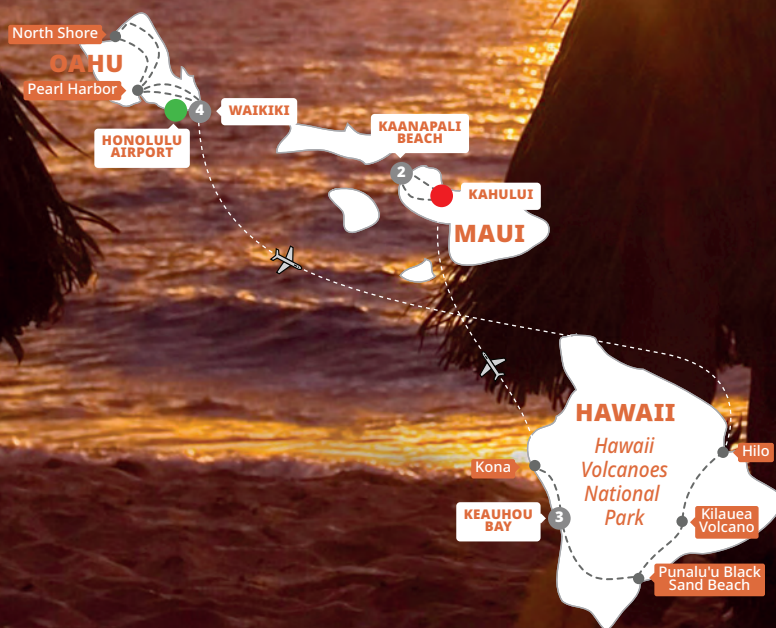 North Shore
OAHU
Pearl Harbor
4
WAIKIKI
HONOLULU
AIRPORT
KAANAPALI
BEACH
2
KAHULUI
MAUI
HAWAII
Hawaii
Volcanoes
National
Park
Kona
Hilo
KEAUHOU
BAY
3
Kilauea
Volcano
Punalu'u Black
Sand Beach